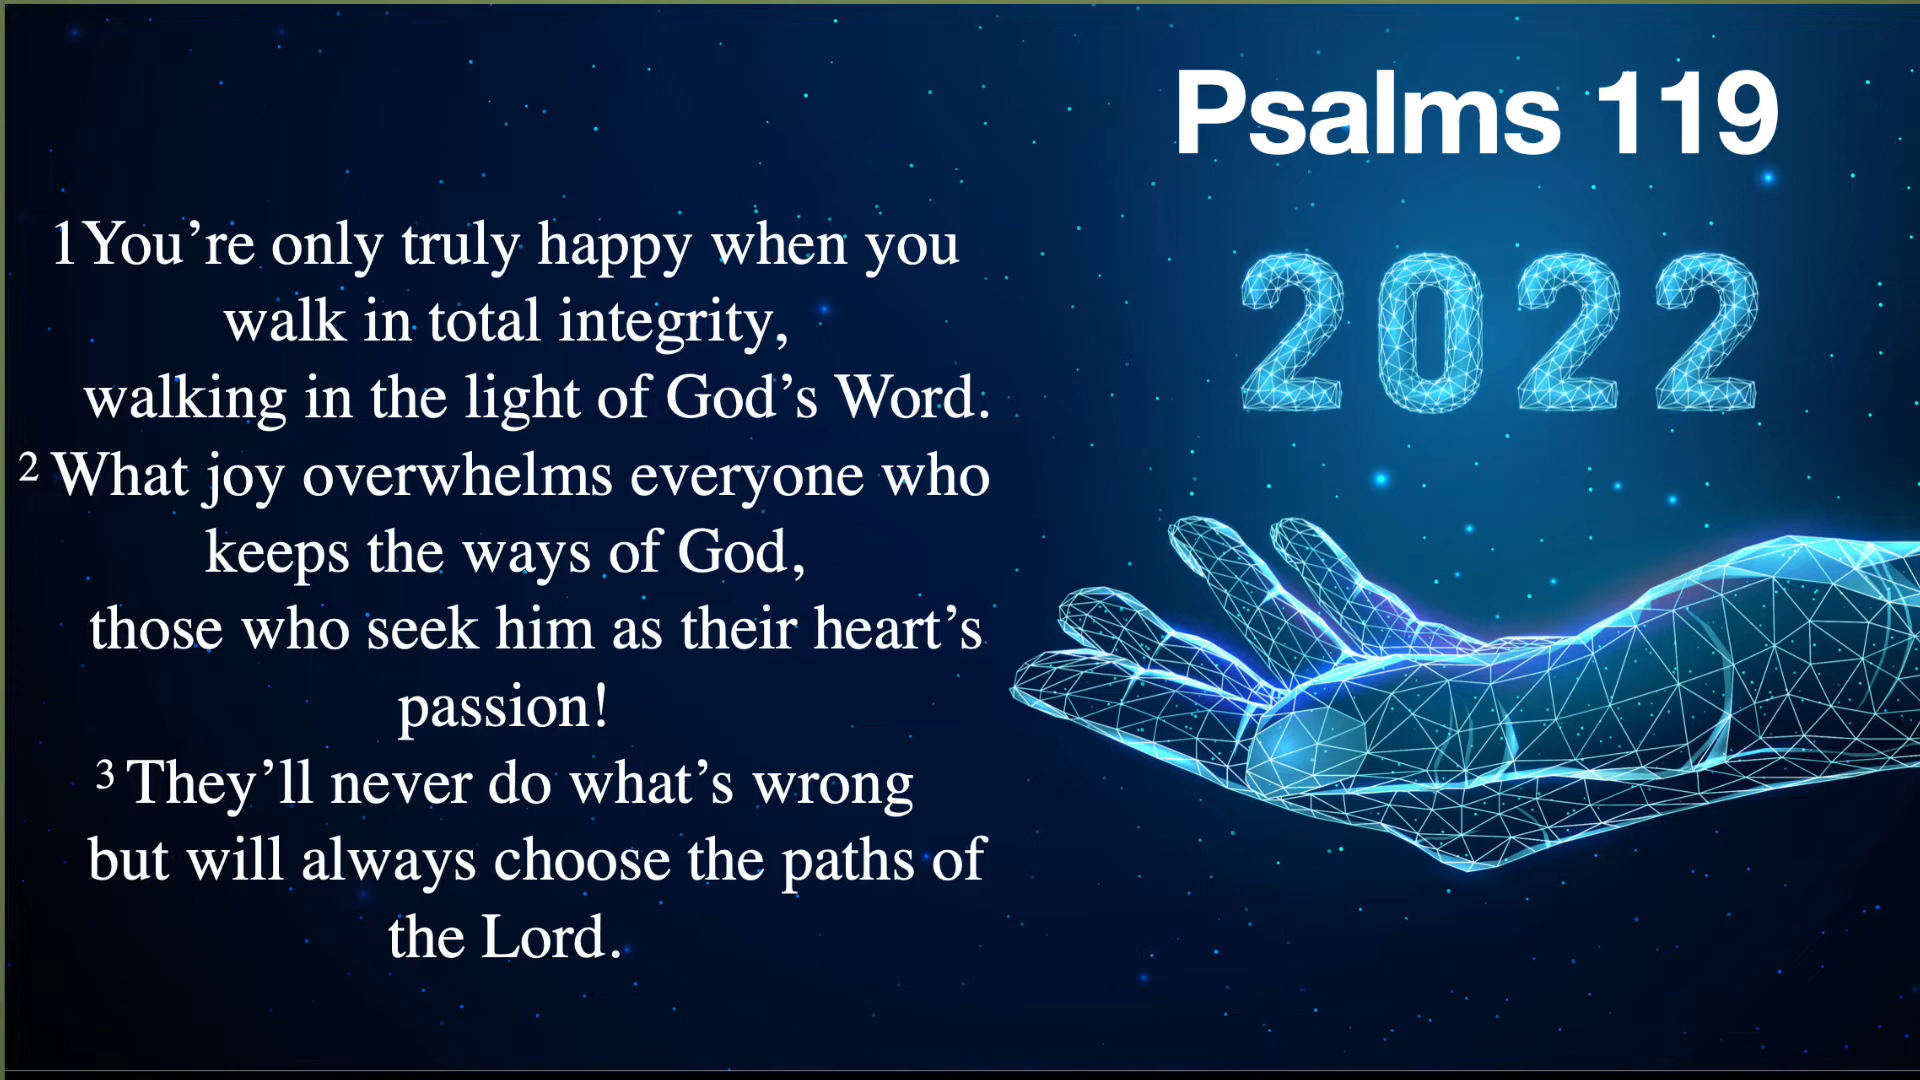 Psalms 119
2022
1 You’re only truly happy when you
walk in total integrity,
walking in the light of God’s Word.
2 What joy overwhelms everyone who
keeps the ways of God,
those who seek him as their heart’s
passion!
3 They’ll never do what’s wrong
but will always choose the paths of
the Lord.